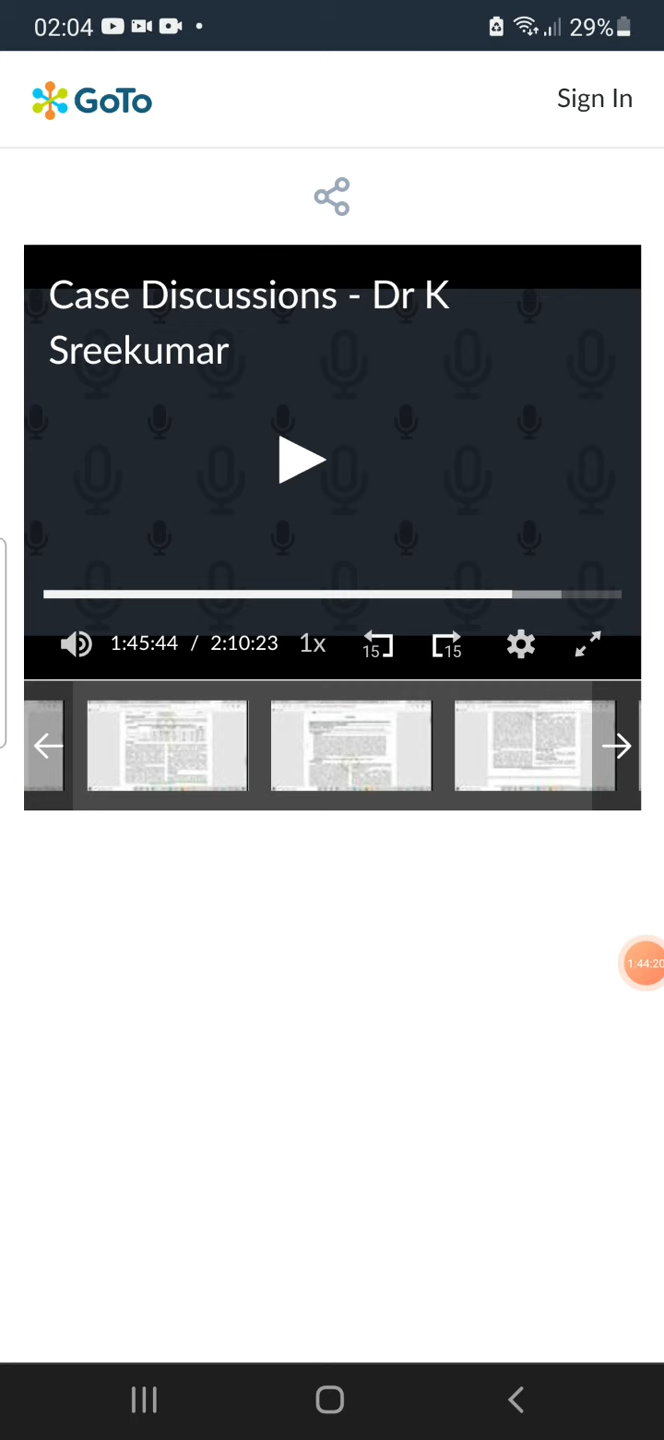 02:04
29%
GoTo
Sign In
Case Discussions - Dr K
Sreekumar
1:45:44 / 2:10:23 1x 15 15
1:44:20